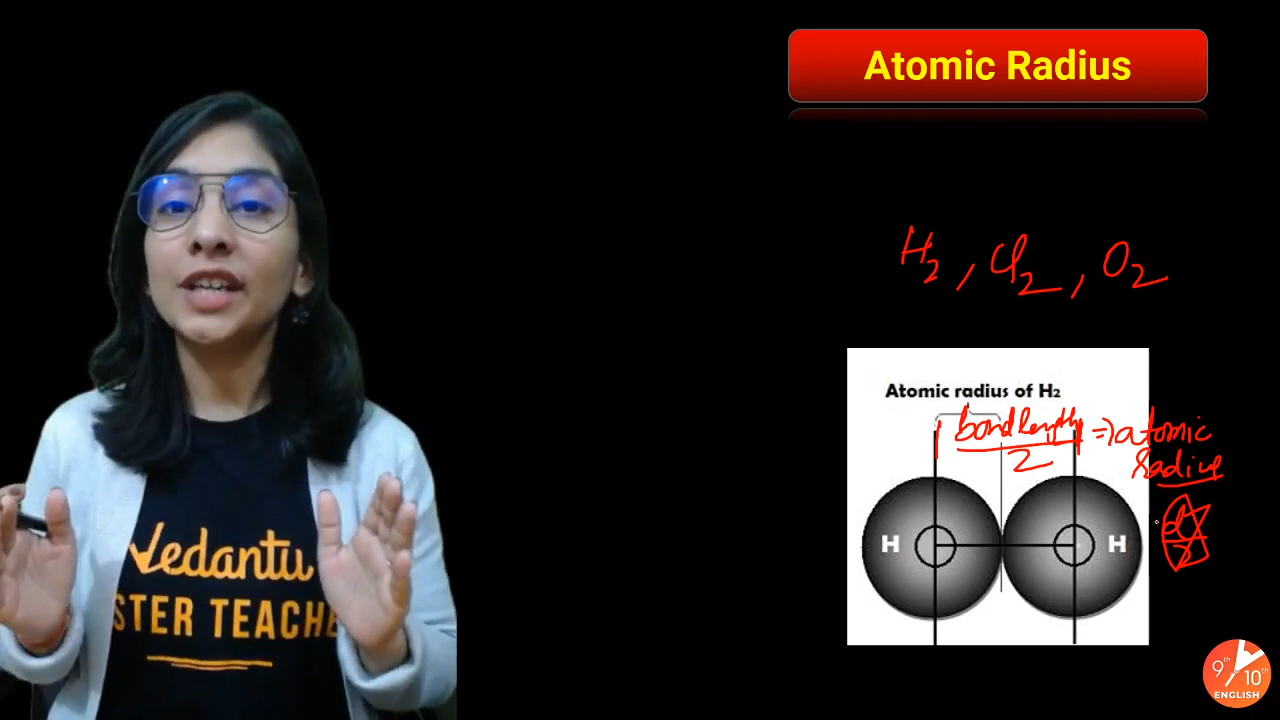 Atomic Radius
H2, Cl2, O2
Atomic radius of H2
bond length => atomic
2 radius
H H
Vedantu
STER TEACHE
9th 10th
ENGLISH